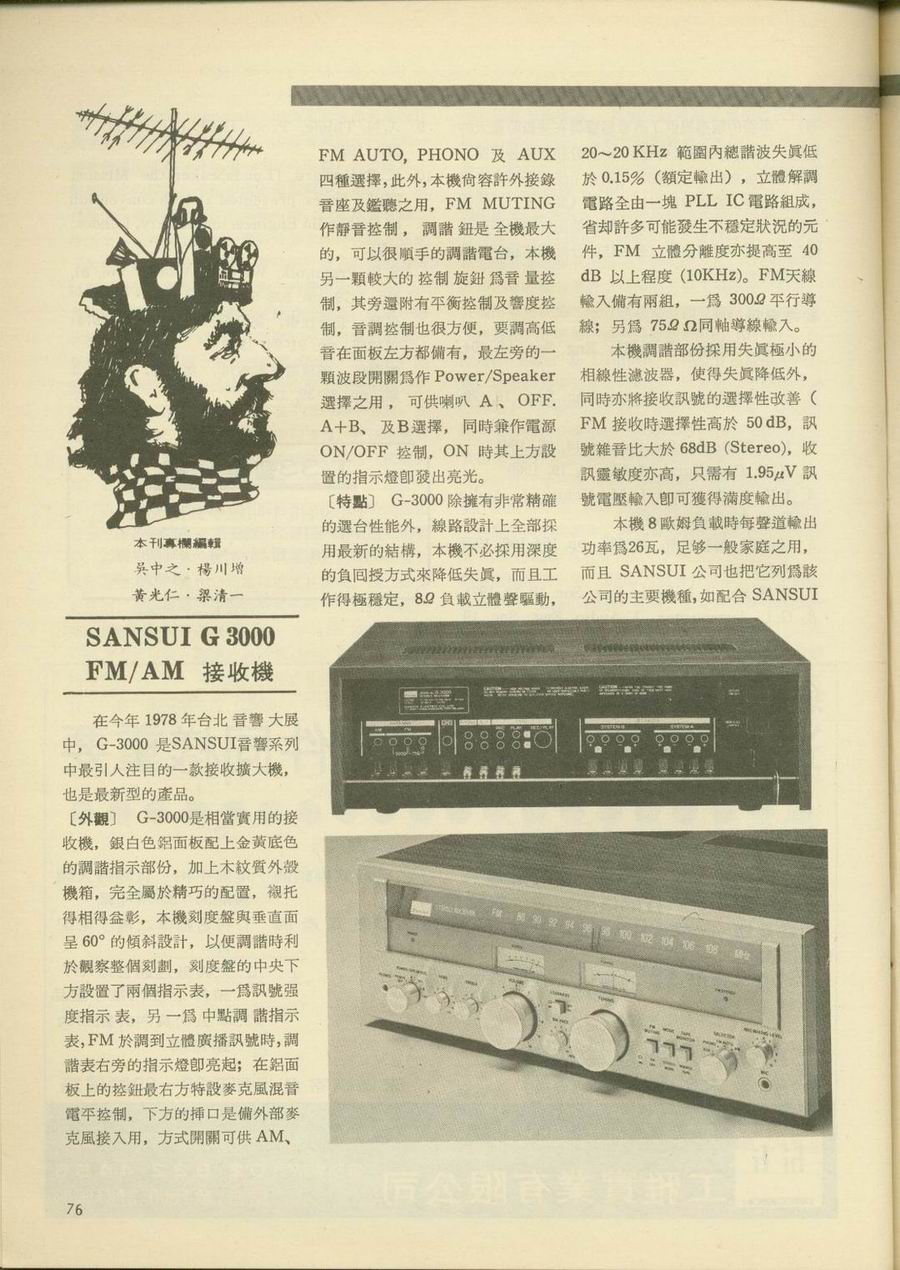 本刊專欄編輯
吳中之·楊川增
黃光仁·梁清一
SANSUI G 3000
FM/AM 接收機
在今年 1978 年台北音響大展
中，G-3000 是SANSUI音響系列
中最引人注目的一款接收擴大機，
也是最新型的產品。
〔外觀〕 G-3000是相當實用的接
收機，銀白色鋁面板配上金黃底色
的調諧指示部份，加上木紋質外殼
機箱，完全屬於精巧的配置，襯托
得相得益彰，本機刻度盤與垂直面
呈 60° 的傾斜設計，以便調諧時利
於觀察整個刻劃，刻度盤的中央下
方設置了兩個指示表，一爲訊號强
度指示表，另一爲中點調諧指示
表，FM 於調到立體廣播訊號時，調
諧表右旁的指示燈卽亮起；在鋁面
板上的控鈕最右方特設麥克風混音
電平控制，下方的揷口是備外部麥
克風接入用，方式開關可供 AM、
FM AUTO, PHONO 及 AUX
四種選擇，此外，本機尙容許外接錄
音座及鑑聽之用，FM MUTING
作靜音控制，調諧鈕是全機最大
的，可以很順手的調諧電台，本機
另一顆較大的控制旋鈕爲音量控
制，其旁還附有平衡控制及響度控
制，音調控制也很方便，要調高低
音在面板左方都備有，最左旁的一
顆波段開關爲作 Power/Speaker
選擇之用，可供喇叭 A、OFF.
A+B、及B選擇，同時兼作電源
ON/OFF 控制，ON 時其上方設
置的指示燈卽發出亮光。
〔特點〕 G-3000 除擁有非常精確
的選台性能外，線路設計上全部採
用最新的結構，本機不必採用深度
的負回授方式來降低失眞，而且工
作得極穩定，8Ω 負載立體聲驅動，
20～20 KHz 範圍內總諧波失眞低
於 0.15%（額定輸出），立體解調
電路全由一塊 PLL IC 電路組成，
省却許多可能發生不穩定狀況的元
件，FM 立體分離度亦提高至 40
dB 以上程度 (10KHz)。FM天線
輸入備有兩組，一爲 300Ω 平行導
線；另爲 75Ω Ω同軸導線輸入。
本機調諧部份採用失眞極小的
相線性濾波器，使得失眞降低外，
同時亦將接收訊號的選擇性改善（
FM 接收時選擇性高於 50 dB，訊
號雜音比大於 68dB (Stereo)，收
訊靈敏度亦高，只需有 1.95μV 訊
號電壓輸入卽可獲得滿度輸出。
本機 8 歐姆負載時每聲道輸出
功率爲26瓦，足够一般家庭之用，
而且 SANSUI 公司也把它列爲該
公司的主要機種，如配合 SANSUI
CAUTION
CAUTION
SYSTEM-B
SYSTEM-A
STEREO RECEIVER
FM 88 90 92 94 96 98 100 102 104 106 108 MHz
VOLUME
LOUDNESS
BALANCE
TUNING
FM MUTING
MODE
TAPE MONITOR
SELECTOR
MIC MIXING LEVEL
MIC
76